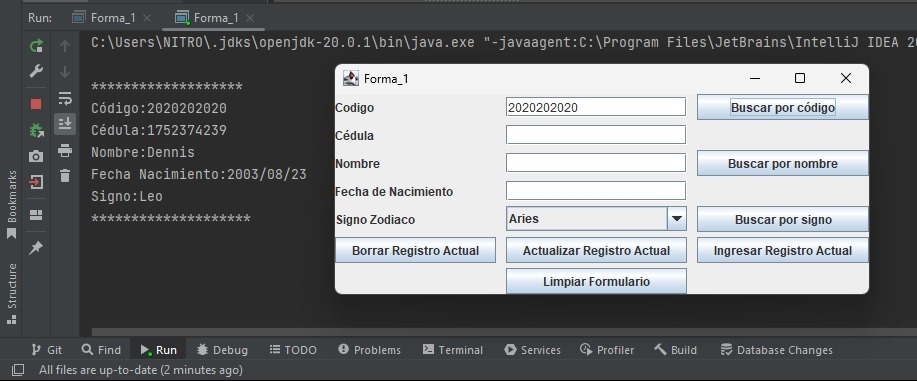 Run: Forma_1 × Forma_1 ×
C:\Users\NITRO\.jdks\openjdk-20.0.1\bin\java.exe "-javaagent:C:\Program Files\JetBrains\IntelliJ IDEA 20
*******************
Código:2020202020
Cédula:1752374239
Nombre:Dennis
Fecha Nacimiento:2003/08/23
Signo:Leo
********************
Forma_1
Codigo 2020202020 Buscar por código
Cédula
Nombre Buscar por nombre
Fecha de Nacimiento
Signo Zodiaco Aries Buscar por signo
Borrar Registro Actual Actualizar Registro Actual Ingresar Registro Actual
Limpiar Formulario
Bookmarks
Structure
Git Find Run Debug TODO Problems Terminal Services Profiler Build Database Changes
All files are up-to-date (2 minutes ago)